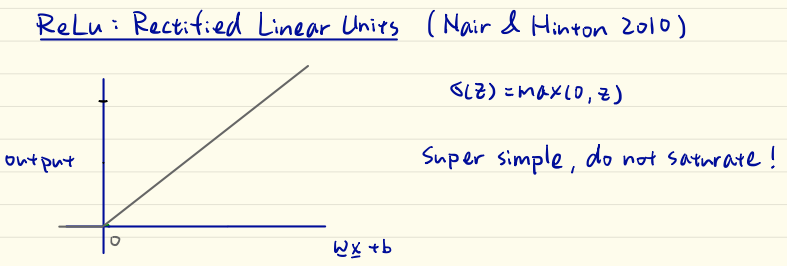 ReLu: Rectified Linear Units (Nair & Hinton 2010)
σ(z) = max(0, z)
output
Super simple, do not saturate!
0
wx + b